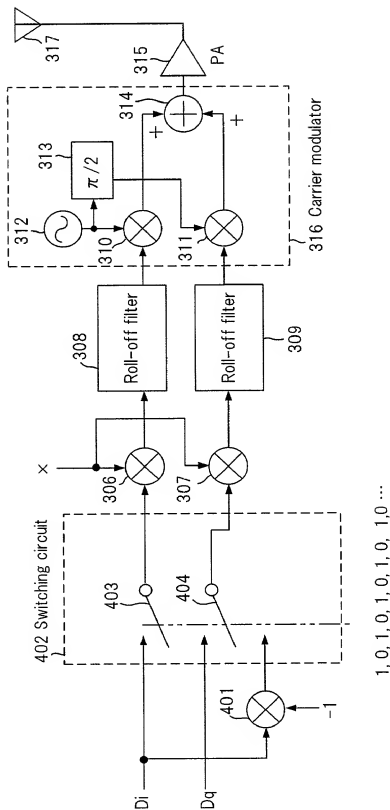 Di
Dq
401
-1
402 Switching circuit
403
404
1, 0, 1, 0, 1, 0, 1, 0, 1,0 ...
×
306
307
308
Roll-off filter
309
Roll-off filter
312
313
π/2
310
311
+
+
314
316 Carrier modulator
315
PA
317